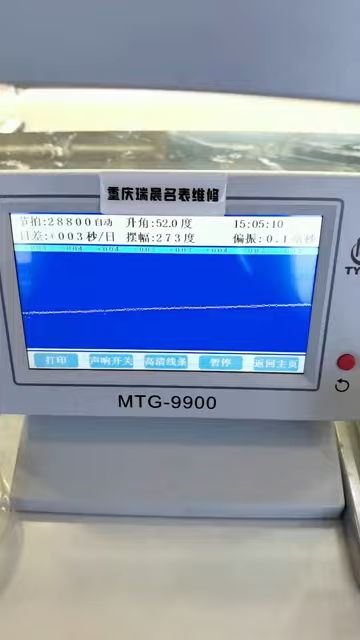 重庆瑞晨名表维修
节拍:28800自动 升角:52.0度 15:05:10
日差:+003秒/日 摆幅:273度 偏振:0.1毫秒
打印 声响开关 高清线条 暂停 返回主页
TY
MTG-9900